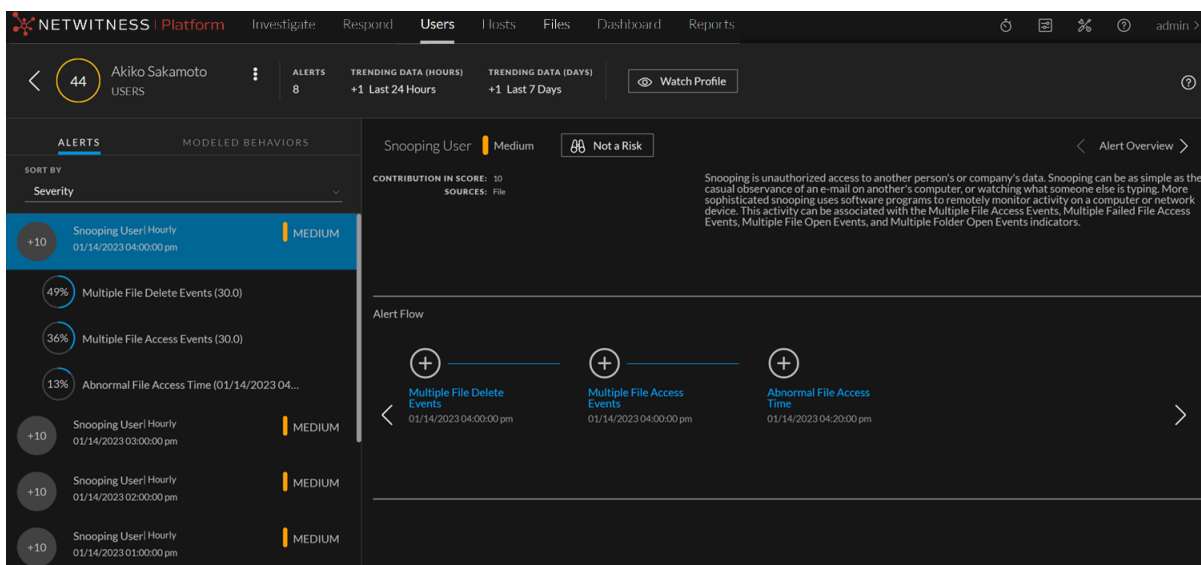 NETWITNESS | Platform Investigate Respond Users Hosts Files Dashboard Reports admin >
44 Akiko Sakamoto
USERS
ALERTS
8
TRENDING DATA (HOURS)
+1 Last 24 Hours
TRENDING DATA (DAYS)
+1 Last 7 Days
Watch Profile
ALERTS MODELED BEHAVIORS
SORT BY
Severity
+10 Snooping User| Hourly MEDIUM
01/14/2023 04:00:00 pm
49% Multiple File Delete Events (30.0)
36% Multiple File Access Events (30.0)
13% Abnormal File Access Time (01/14/2023 04...
+10 Snooping User| Hourly MEDIUM
01/14/2023 03:00:00 pm
+10 Snooping User| Hourly MEDIUM
01/14/2023 02:00:00 pm
+10 Snooping User| Hourly MEDIUM
01/14/2023 01:00:00 pm
Snooping User Medium Not a Risk Alert Overview
CONTRIBUTION IN SCORE: 10
SOURCES: File
Snooping is unauthorized access to another person's or company's data. Snooping can be as simple as the
casual observance of an e-mail on another's computer, or watching what someone else is typing. More
sophisticated snooping uses software programs to remotely monitor activity on a computer or network
device. This activity can be associated with the Multiple File Access Events, Multiple Failed File Access
Events, Multiple File Open Events, and Multiple Folder Open Events indicators.
Alert Flow
Multiple File Delete
Events
01/14/2023 04:00:00 pm
Multiple File Access
Events
01/14/2023 04:00:00 pm
Abnormal File Access
Time
01/14/2023 04:20:00 pm